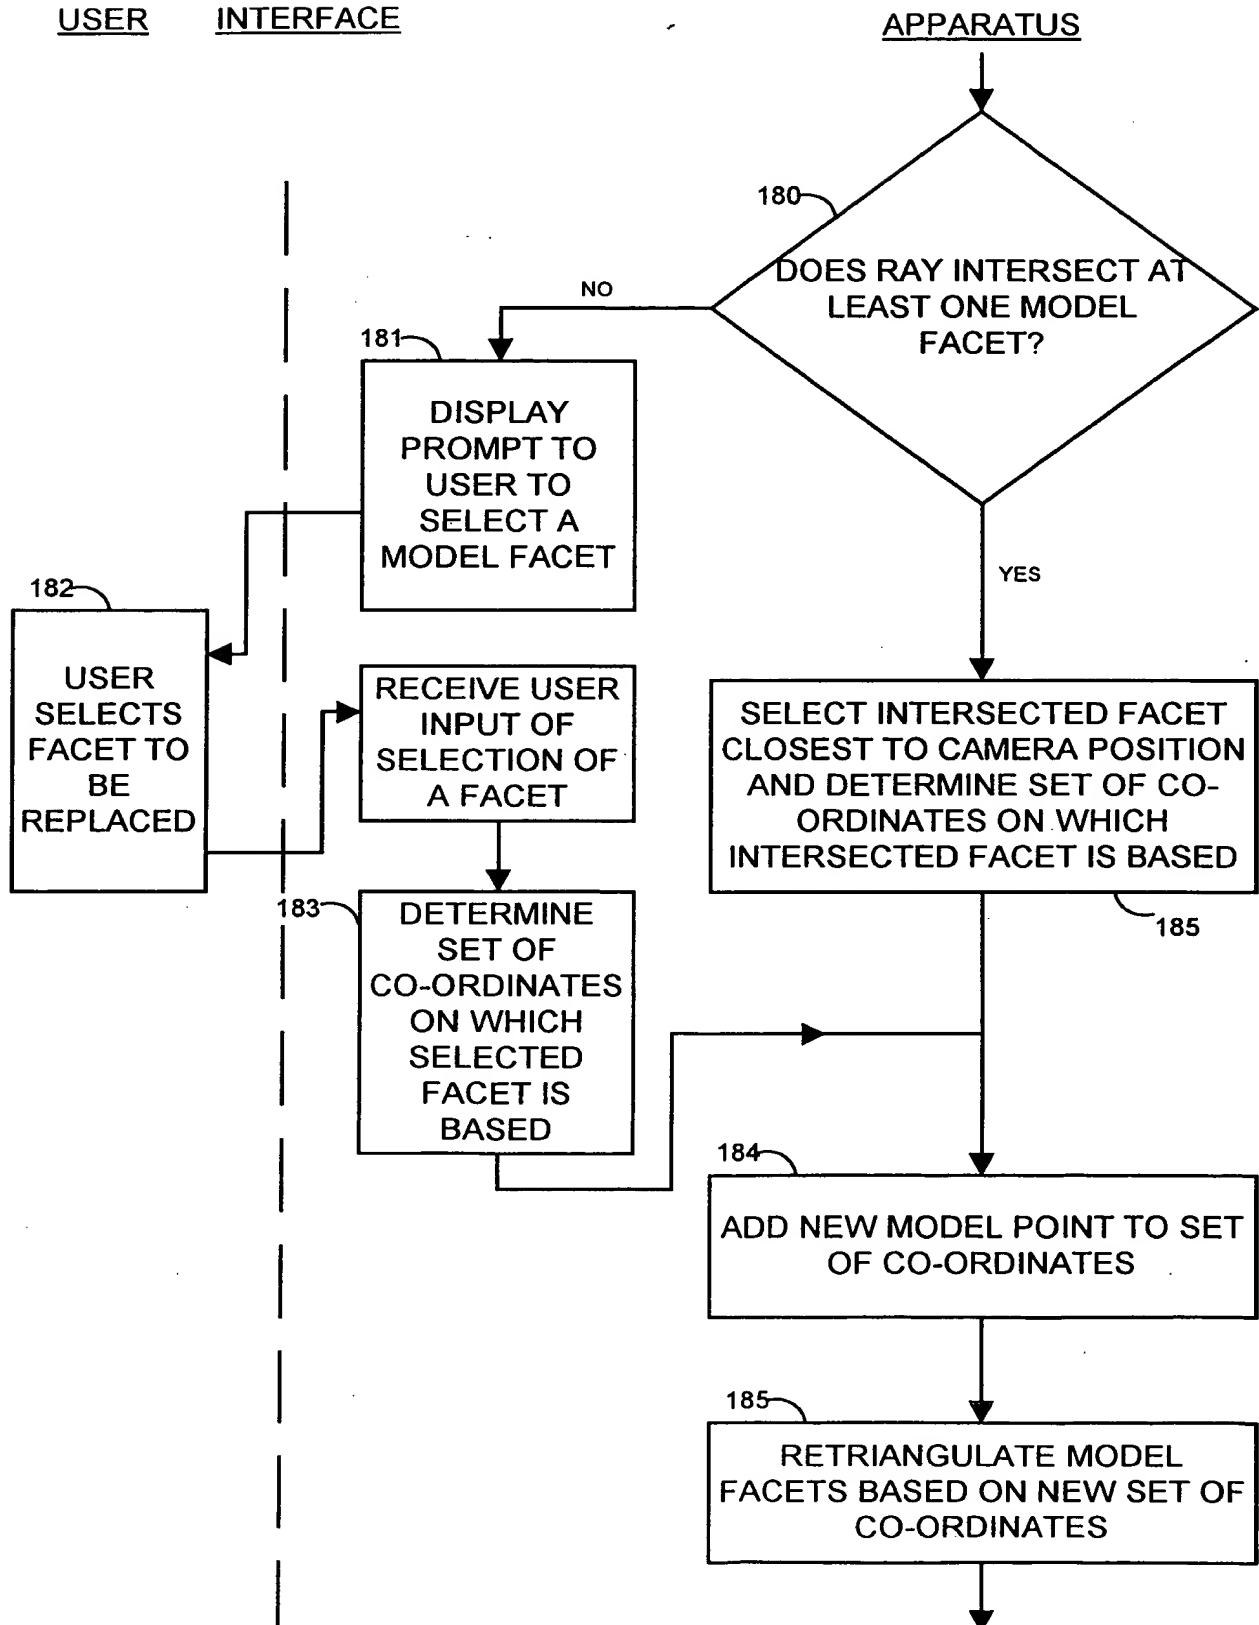 USER INTERFACE APPARATUS
180
DOES RAY INTERSECT AT
LEAST ONE MODEL
FACET?
NO
181
DISPLAY
PROMPT TO
USER TO
SELECT A
MODEL FACET
YES
182
USER
SELECTS
FACET TO
BE
REPLACED
RECEIVE USER
INPUT OF
SELECTION OF
A FACET
SELECT INTERSECTED FACET
CLOSEST TO CAMERA POSITION
AND DETERMINE SET OF CO-
ORDINATES ON WHICH
INTERSECTED FACET IS BASED
185
183
DETERMINE
SET OF
CO-ORDINATES
ON WHICH
SELECTED
FACET IS
BASED
184
ADD NEW MODEL POINT TO SET
OF CO-ORDINATES
185
RETRIANGULATE MODEL
FACETS BASED ON NEW SET OF
CO-ORDINATES